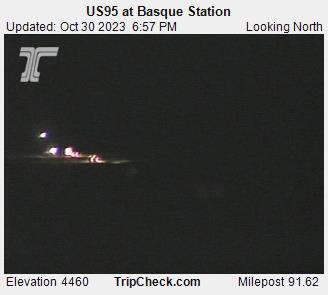 US95 at Basque Station
Updated: Oct 30 2023 6:57 PM Looking North
Elevation 4460 TripCheck.com Milepost 91.62